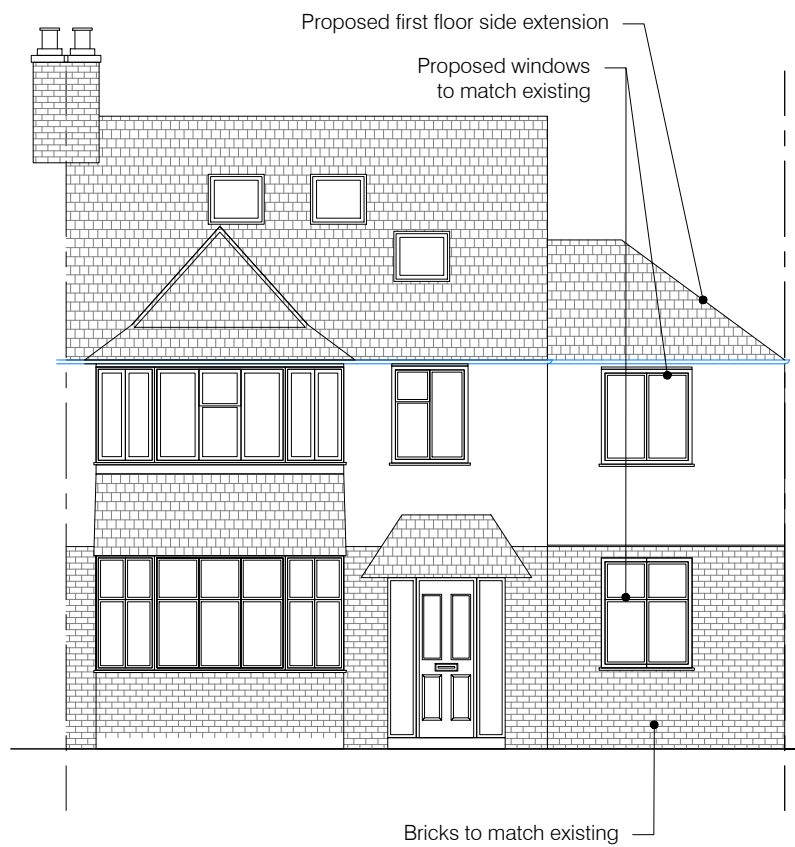 Proposed first floor side extension
Proposed windows
to match existing
Bricks to match existing